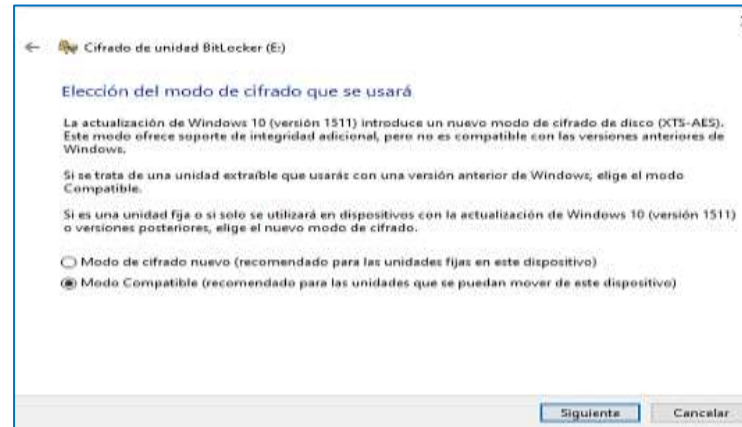 Cifrado de unidad BitLocker (E:)
Elección del modo de cifrado que se usará
La actualización de Windows 10 (versión 1511) introduce un nuevo modo de cifrado de disco (XTS-AES).
Este modo ofrece soporte de integridad adicional, pero no es compatible con las versiones anteriores de
Windows.
Si se trata de una unidad extraíble que usarás con una versión anterior de Windows, elige el modo
Compatible.
Si es una unidad fija o si solo se utilizará en dispositivos con la actualización de Windows 10 (versión 1511)
o versiones posteriores, elige el nuevo modo de cifrado.
Modo de cifrado nuevo (recomendado para las unidades fijas en este dispositivo)
Modo Compatible (recomendado para las unidades que se puedan mover de este dispositivo)
Siguiente Cancelar